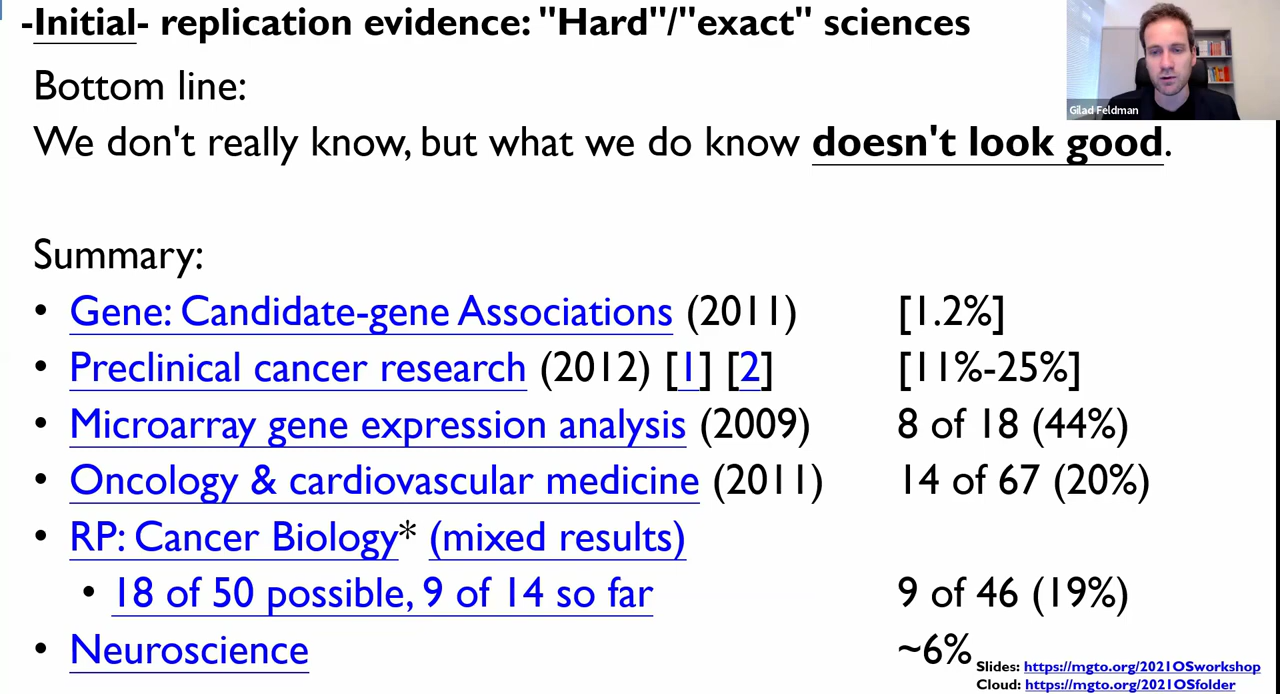 -Initial- replication evidence: "Hard"/"exact" sciences
Gilad Feldman
Bottom line:
We don't really know, but what we do know doesn't look good.
Summary:
• Gene: Candidate-gene Associations (2011) [1.2%]
• Preclinical cancer research (2012) [1] [2] [11%-25%]
• Microarray gene expression analysis (2009) 8 of 18 (44%)
• Oncology & cardiovascular medicine (2011) 14 of 67 (20%)
• RP: Cancer Biology* (mixed results)
• 18 of 50 possible, 9 of 14 so far 9 of 46 (19%)
• Neuroscience ~6%
Slides: https://mgto.org/2021OSworkshop
Cloud: https://mgto.org/2021OSfolder